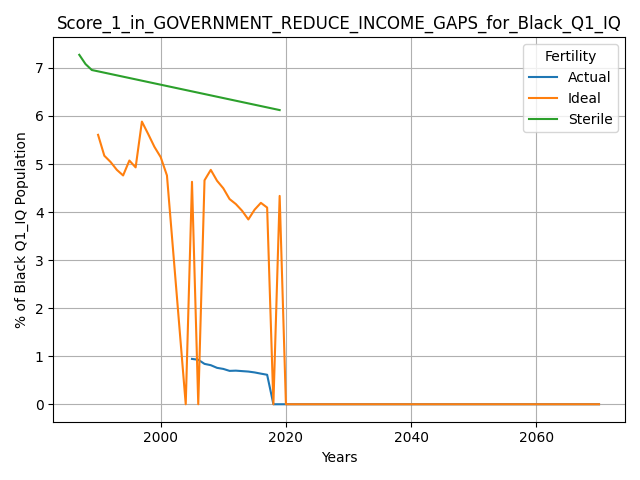 Score_1_in_GOVERNMENT_REDUCE_INCOME_GAPS_for_Black_Q1_IQ
Fertility
Actual
Ideal
Sterile
% of Black Q1_IQ Population
7
6
5
4
3
2
1
0
2000
2020
2040
2060
Years